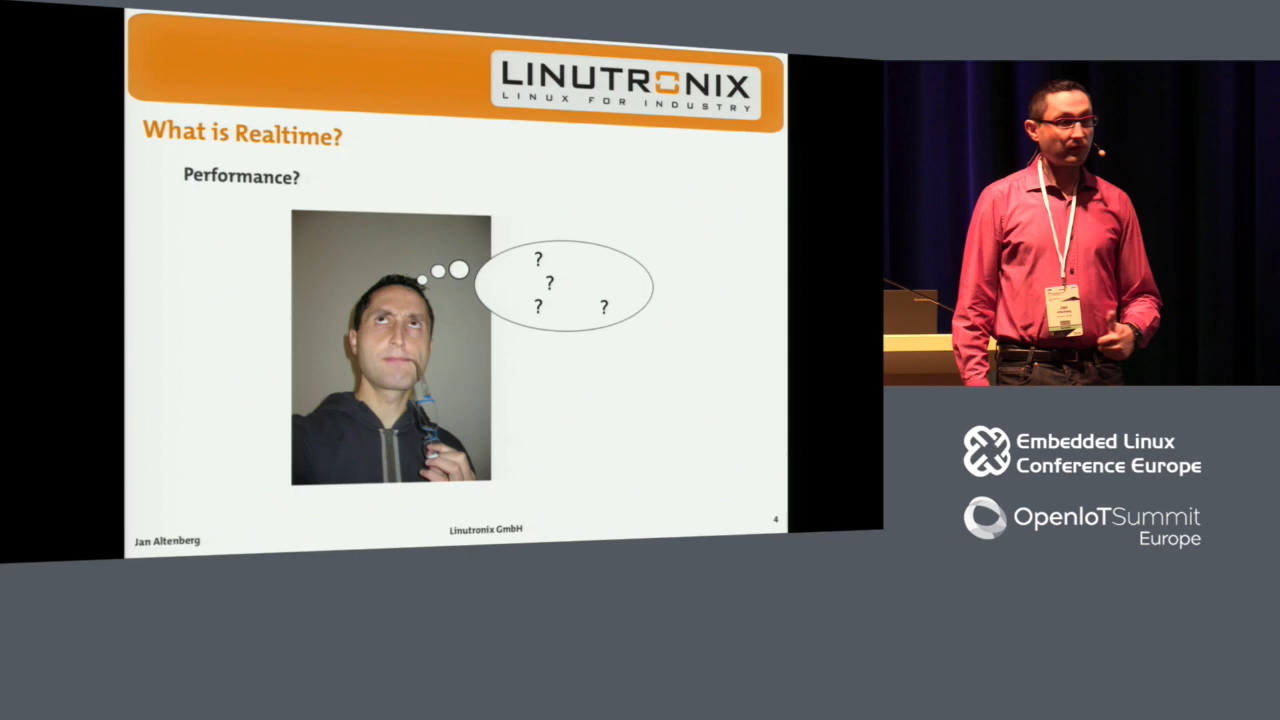 LINUTRONIX
LINUX FOR INDUSTRY
What is Realtime?
Performance?
?
?
? ?
Jan Altenberg
Linutronix GmbH
4
Embedded Linux
Conference Europe
OpenIoTSummit
Europe